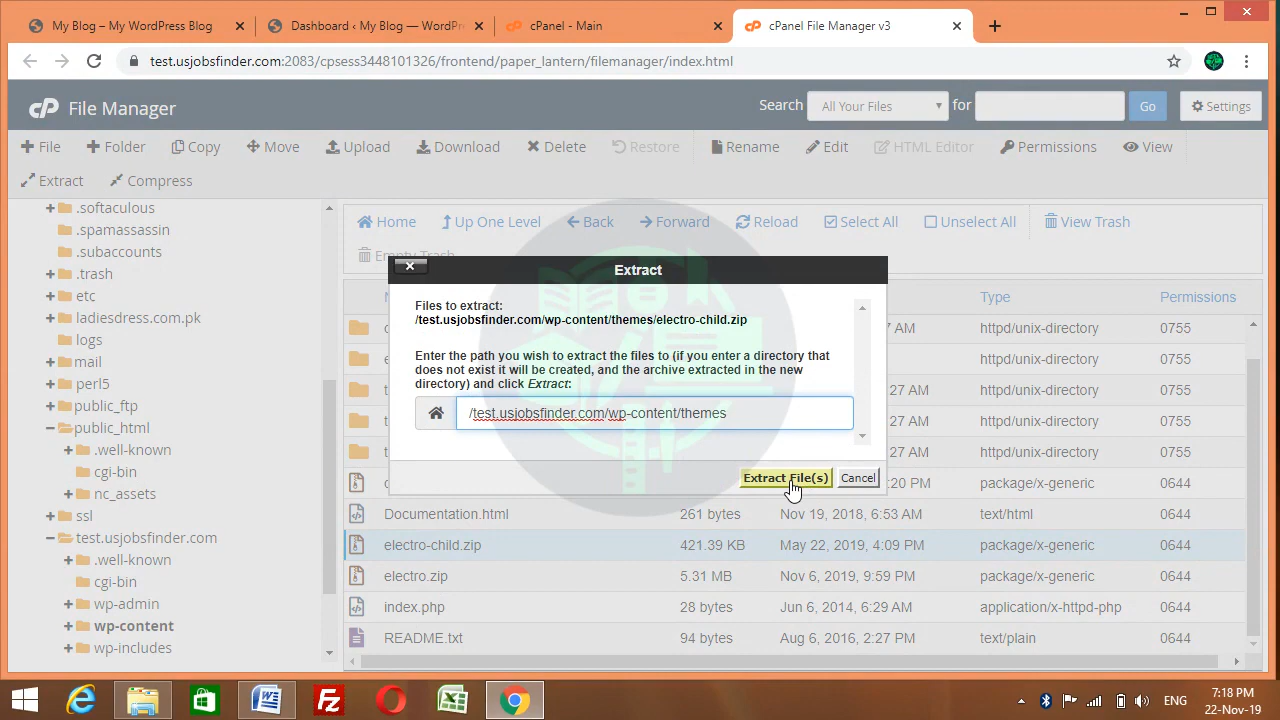 My Blog – My WordPress Blog
Dashboard ‹ My Blog — WordPr
cPanel - Main
cPanel File Manager v3
test.usjobsfinder.com:2083/cpsess3448101326/frontend/paper_lantern/filemanager/index.html
cP File Manager
Search All Your Files for Go Settings
File Folder Copy Move Upload Download Delete Restore Rename Edit HTML Editor Permissions View
Extract Compress
.softaculous
.spamassassin
.subaccounts
.trash
etc
ladiesdress.com.pk
logs
mail
perl5
public_ftp
public_html
.well-known
cgi-bin
nc_assets
ssl
test.usjobsfinder.com
.well-known
cgi-bin
wp-admin
wp-content
wp-includes
Home Up One Level Back Forward Reload Select All Unselect All View Trash
Empty Trash
Type Permissions
7 AM httpd/unix-directory 0755
httpd/unix-directory 0755
:27 AM httpd/unix-directory 0755
:27 AM httpd/unix-directory 0755
:27 AM httpd/unix-directory 0755
:20 PM package/x-generic 0644
Documentation.html 261 bytes Nov 19, 2018, 6:53 AM text/html 0644
electro-child.zip 421.39 KB May 22, 2019, 4:09 PM package/x-generic 0644
electro.zip 5.31 MB Nov 6, 2019, 9:59 PM package/x-generic 0644
index.php 28 bytes Jun 6, 2014, 6:29 AM application/x-httpd-php 0644
README.txt 94 bytes Aug 6, 2016, 2:27 PM text/plain 0644
Extract
Files to extract:
/test.usjobsfinder.com/wp-content/themes/electro-child.zip
Enter the path you wish to extract the files to (if you enter a directory that
does not exist it will be created, and the archive extracted in the new
directory) and click Extract:
/test.usjobsfinder.com/wp-content/themes
Extract File(s) Cancel
ENG
7:18 PM
22-Nov-19